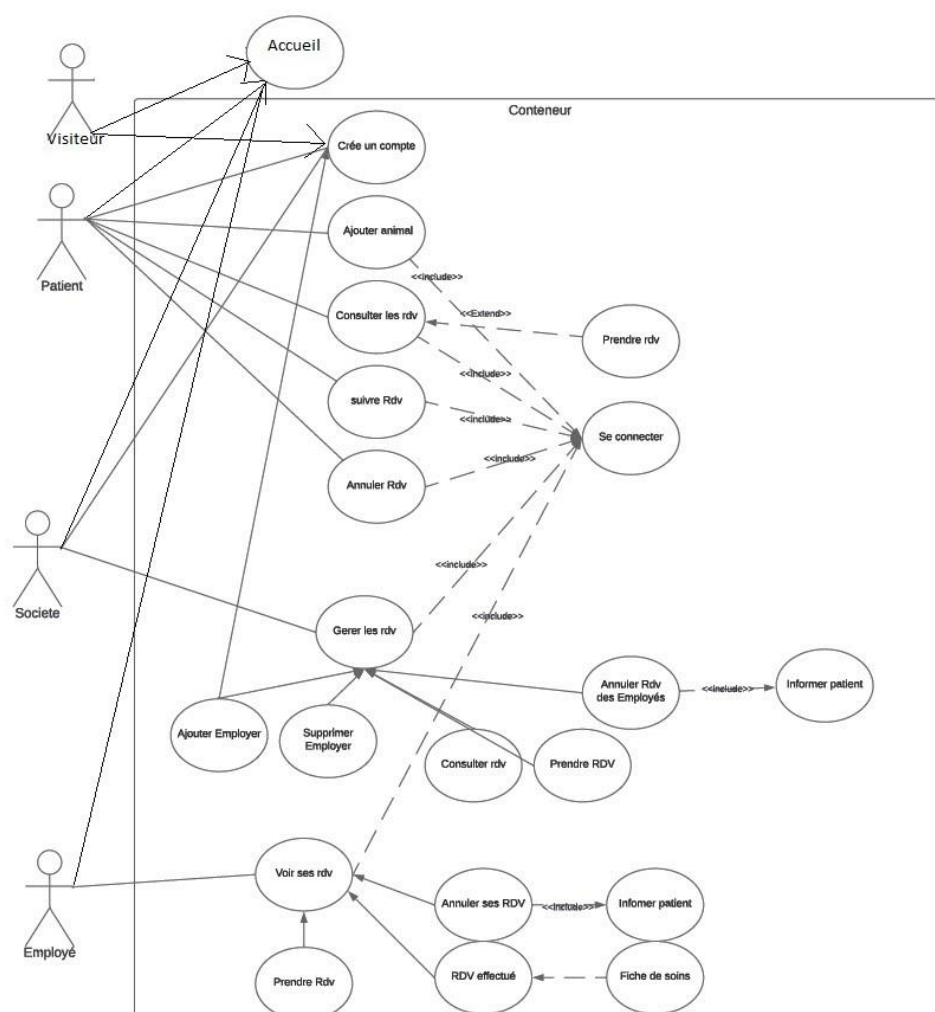 Accueil
Conteneur
Visiteur
Crée un compte
Patient
Ajouter animal
<<include>>
Consulter les rdv
<<Extend>>
Prendre rdv
<<include>>
suivre Rdv
<<include>>
Se connecter
Annuler Rdv
<<include>>
Societe
<<include>>
<<include>>
Gerer les rdv
Annuler Rdv
des Employés
<<include>>
Informer patient
Ajouter Employer
Supprimer
Employer
Consulter rdv
Prendre RDV
Voir ses rdv
Employé
Annuler ses RDV
<<include>>
Infomer patient
Prendre Rdv
RDV effectué
Fiche de soins